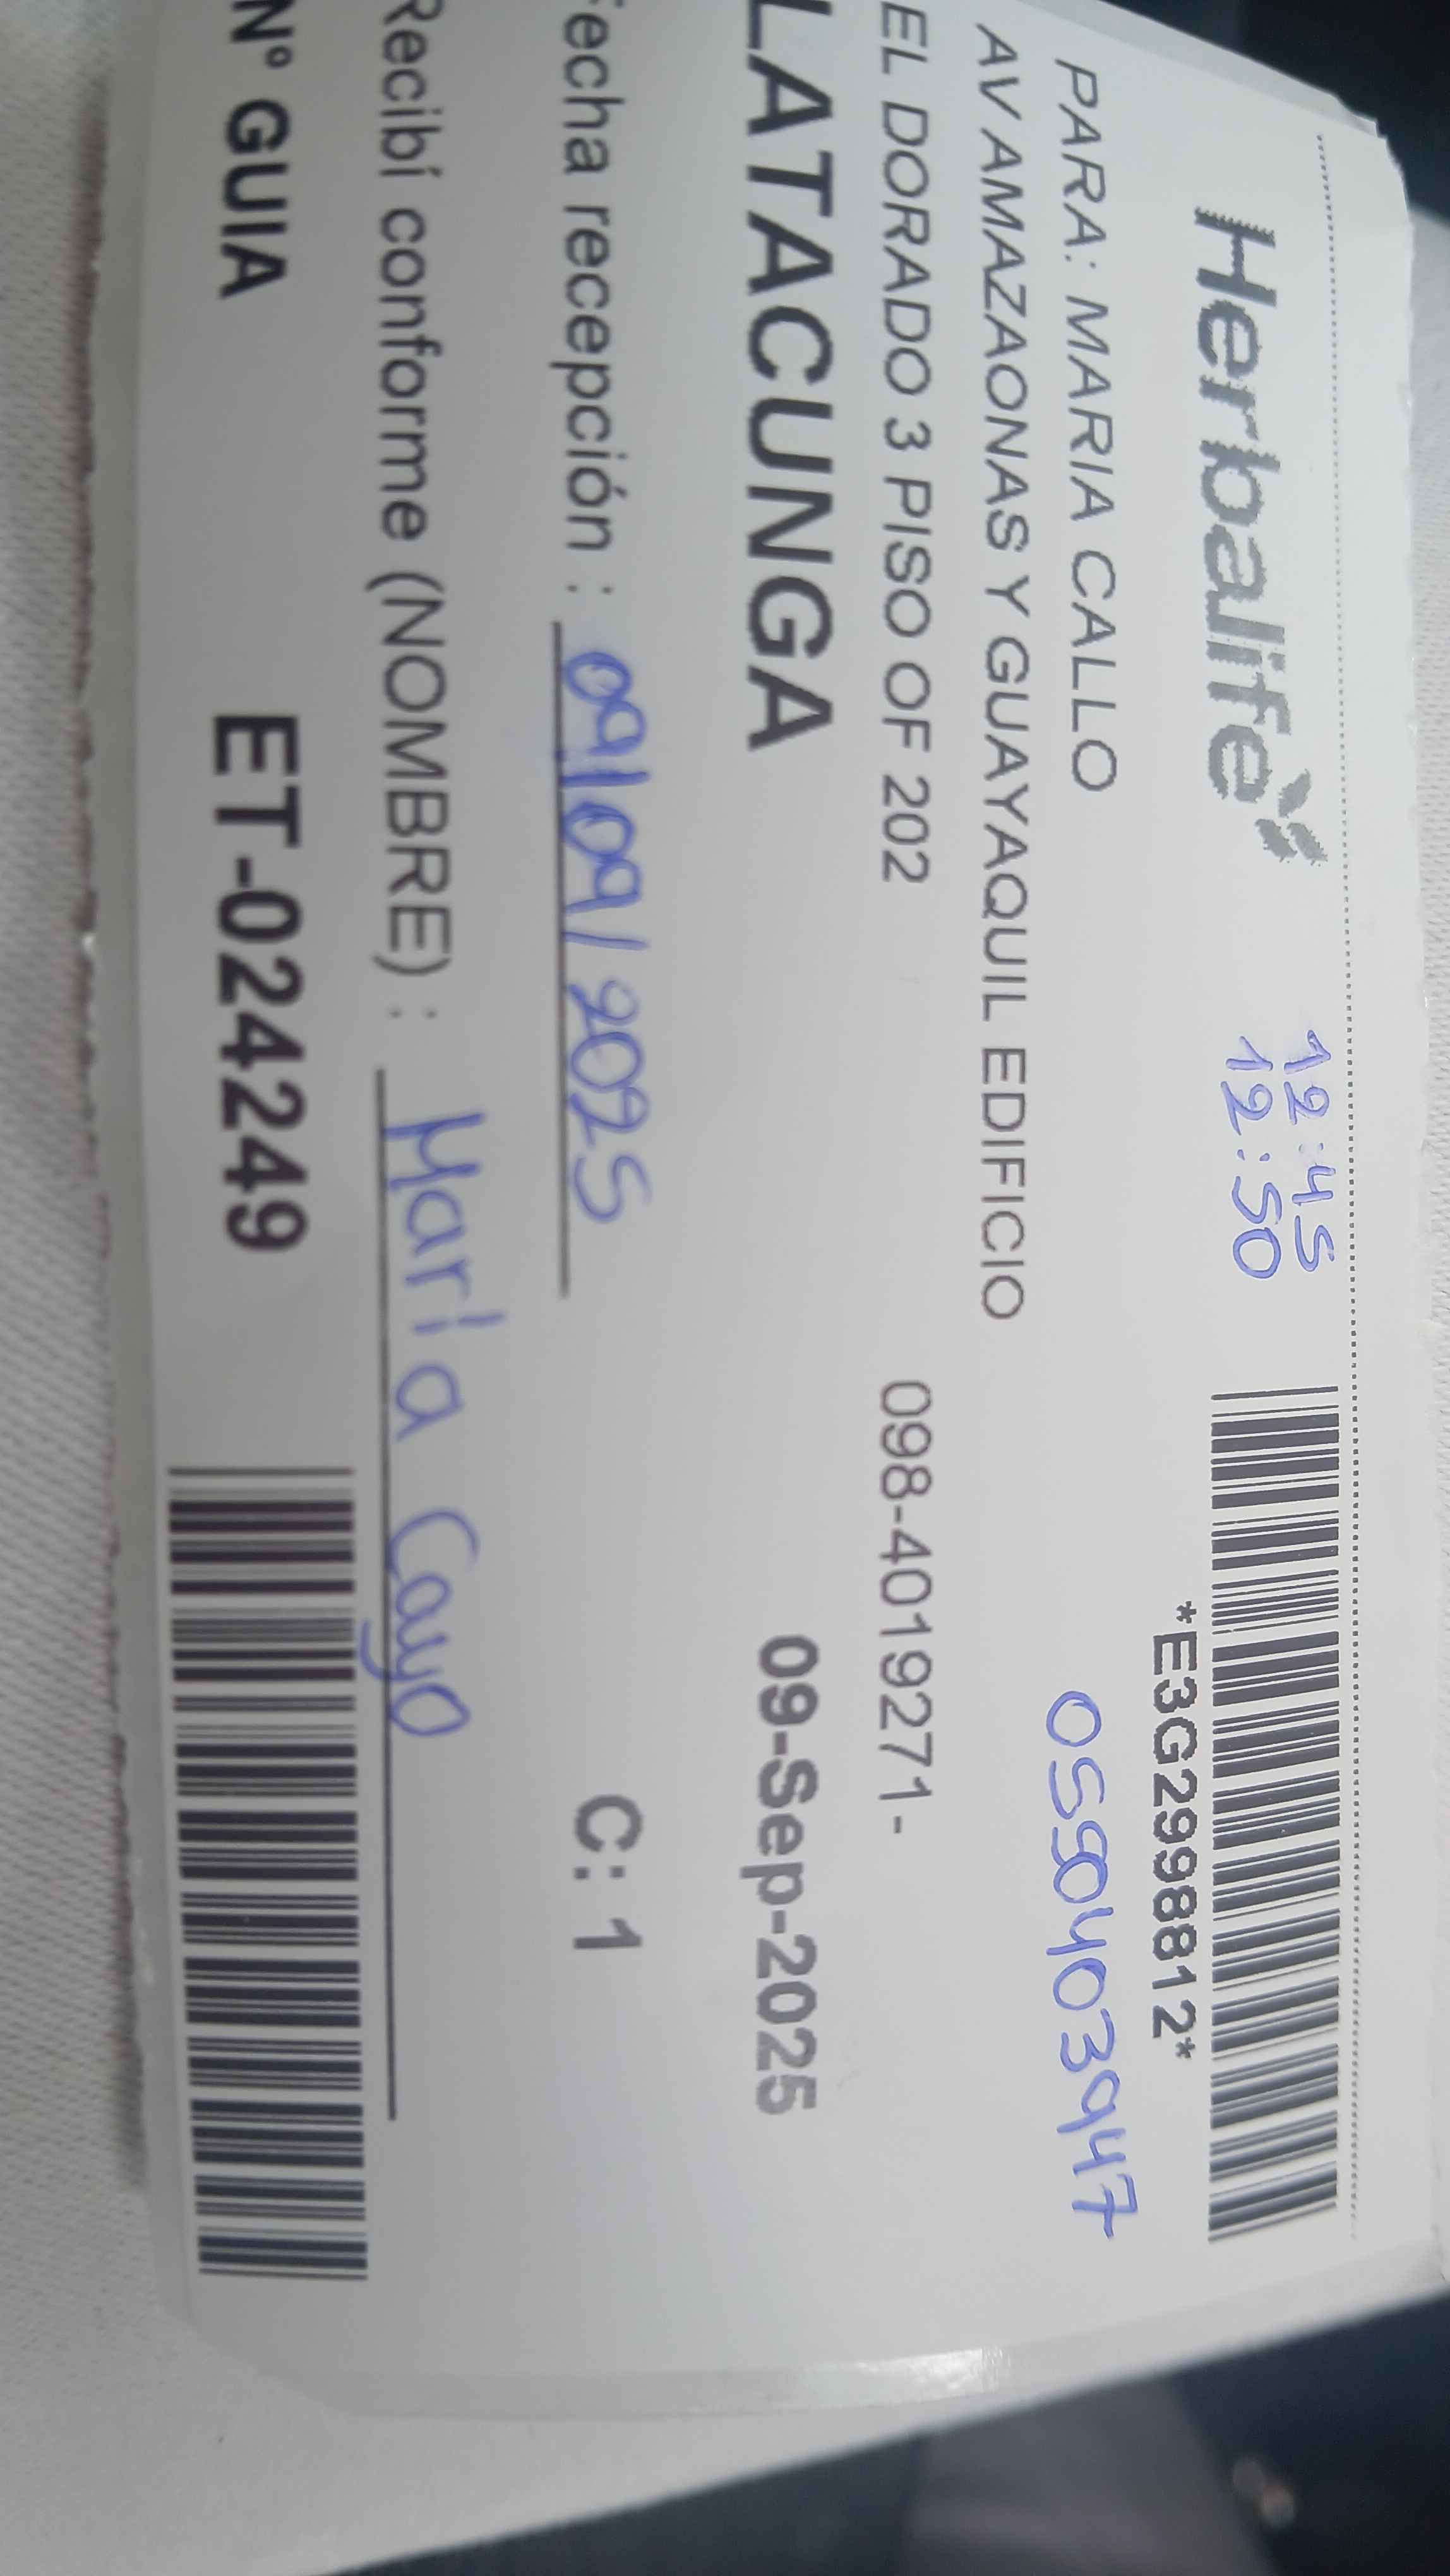 Herbalife
12:45
12:50
*E3G2998812*
PARA: MARIA CALLO
0550403947
AV AMAZAONAS Y GUAYAQUIL EDIFICIO
EL DORADO 3 PISO OF 202 098-4019271-
LATACUNGA 09-Sep-2025
Fecha recepción : 09/09/2025 C: 1
Recibí conforme (NOMBRE) : Maria Cayo
N° GUIA ET-024249